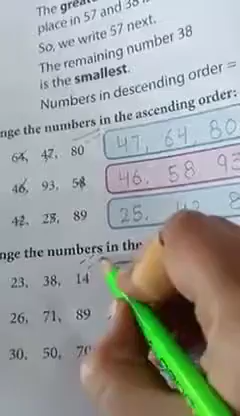 The
place in 57 and 38
So, we write 57 next.
The remaining number 38
is the smallest.
Numbers in descending order =
nge the numbers in the ascending order:
64, 47, 80 47, 64, 80
46, 93, 58 46, 58 93
42, 25, 89 25,
nge the numbers in the
23, 38, 14
26, 71, 89
30, 50,